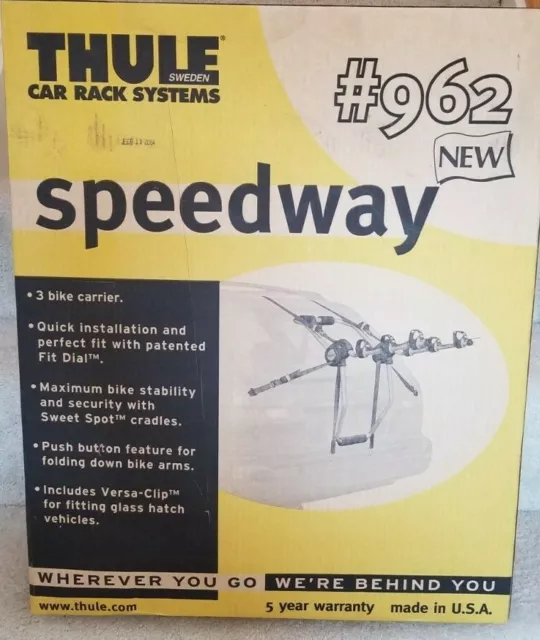 THULE®
SWEDEN
CAR RACK SYSTEMS
#962
NEW
speedway
• 3 bike carrier.
• Quick installation and
perfect fit with patented
Fit Dial™.
• Maximum bike stability
and security with
Sweet Spot™ cradles.
• Push button feature for
folding down bike arms.
• Includes Versa-Clip™
for fitting glass hatch
vehicles.
WHEREVER YOU GO WE'RE BEHIND YOU
www.thule.com 5 year warranty made in U.S.A.